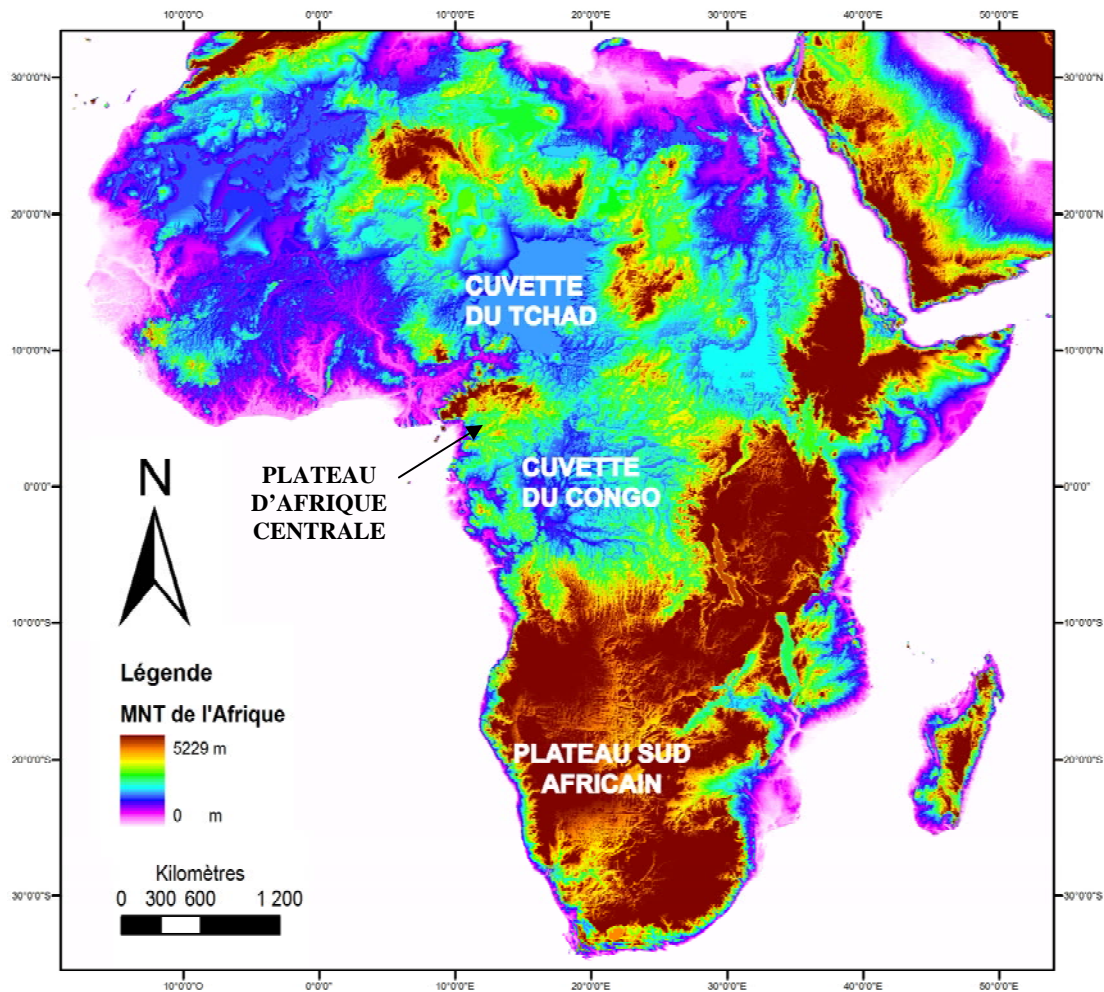 10°0'0"O 0°0'0"E 10°0'0"E 20°0'0"E 30°0'0"E 40°0'0"E 50°0'0"E
30°0'0"N 30°0'0"N
20°0'0"N 20°0'0"N
CUVETTE
DU TCHAD
10°0'0"N 10°0'0"N
PLATEAU
D'AFRIQUE
CENTRALE
CUVETTE
DU CONGO
N
0°0'0" 0°0'0"
10°0'0"S 10°0'0"S
Légende
MNT de l'Afrique
5229 m
0 m
PLATEAU SUD
AFRICAIN
20°0'0"S 20°0'0"S
Kilomètres
0 300 600 1 200
30°0'0"S 30°0'0"S
10°0'0"O 0°0'0"E 10°0'0"E 20°0'0"E 30°0'0"E 40°0'0"E 50°0'0"E